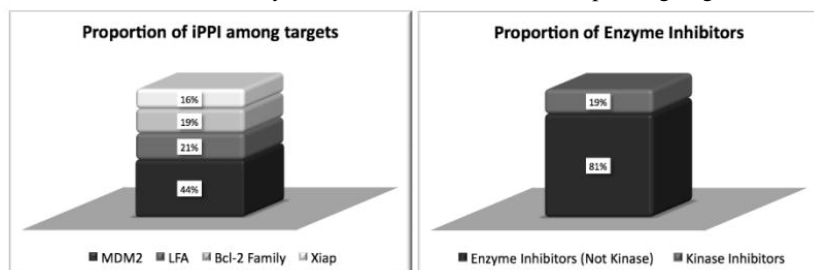 Proportion of iPPI among targets
16%
19%
21%
44%
MDM2 LFA Bcl-2 Family Xiap
Proportion of Enzyme Inhibitors
19%
81%
Enzyme Inhibitors (Not Kinase) Kinase Inhibitors